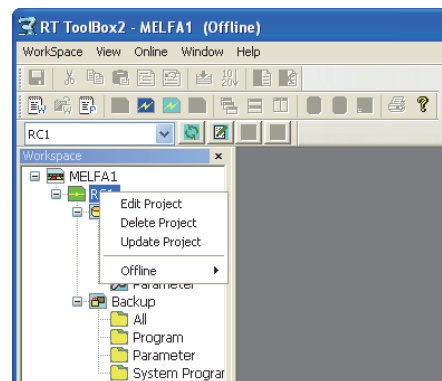 RT ToolBox2 - MELFA1 (Offline)
WorkSpace View Online Window Help
RC1
Workspace x
MELFA1
Edit Project
Delete Project
Update Project
Offline
Parameter
Backup
All
Program
Parameter
System Progra